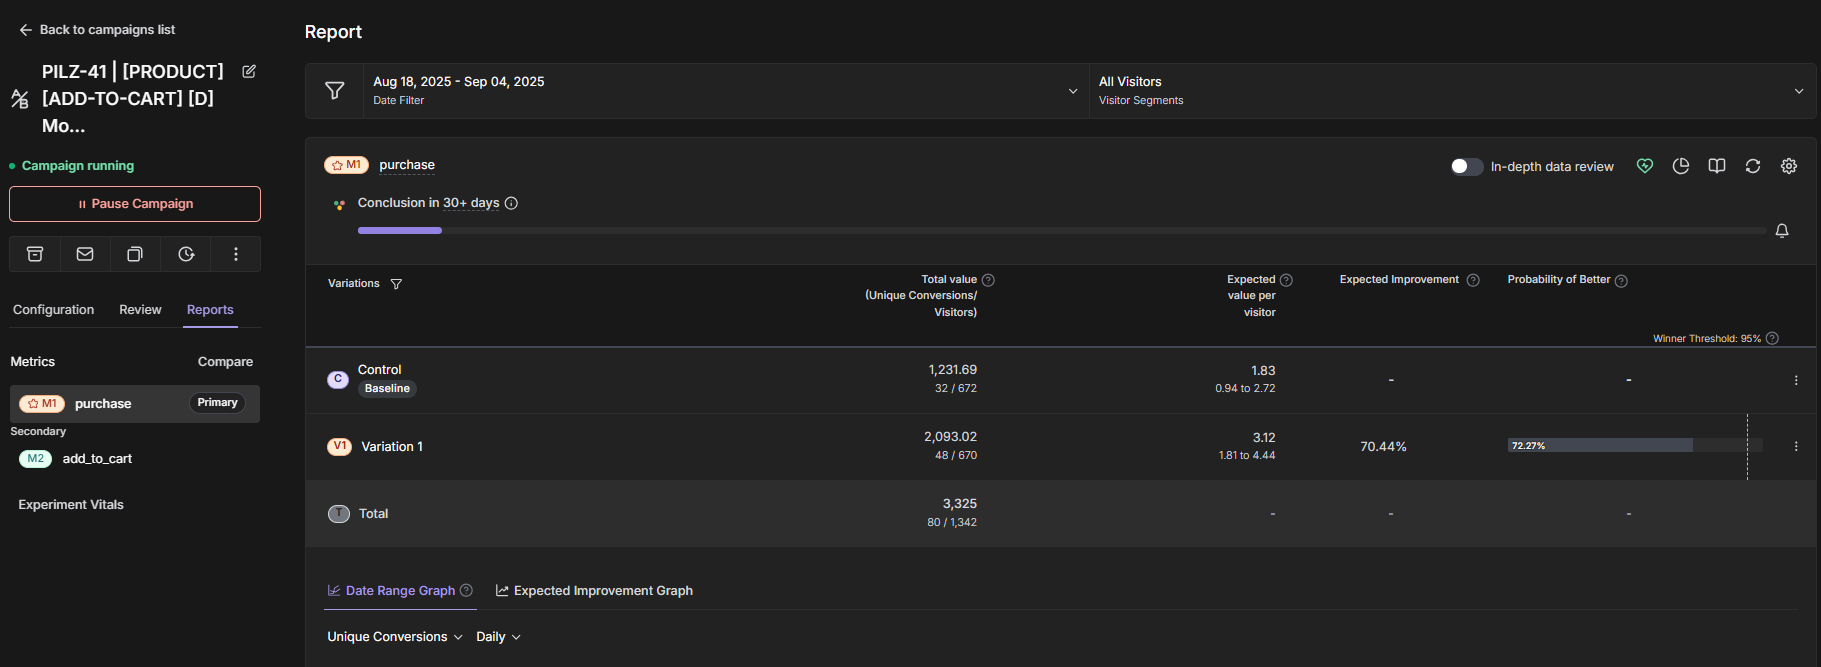 Back to campaigns list
PILZ-41 | [PRODUCT]
[ADD-TO-CART] [D]
Mo...
Campaign running
Pause Campaign
Configuration Review Reports
Metrics Compare
M1 purchase Primary
Secondary
M2 add_to_cart
Experiment Vitals
Report
Aug 18, 2025 - Sep 04, 2025
Date Filter
All Visitors
Visitor Segments
M1 purchase
In-depth data review
Conclusion in 30+ days
Variations
Total value
(Unique Conversions/
Visitors)
Expected
value per
visitor
Expected Improvement
Probability of Better
Winner Threshold: 95%
C Control
Baseline
1,231.69
32 / 672
1.83
0.94 to 2.72
-
-
V1 Variation 1
2,093.02
48 / 670
3.12
1.81 to 4.44
70.44%
72.27%
T Total
3,325
80 / 1,342
-
-
-
Date Range Graph Expected Improvement Graph
Unique Conversions Daily